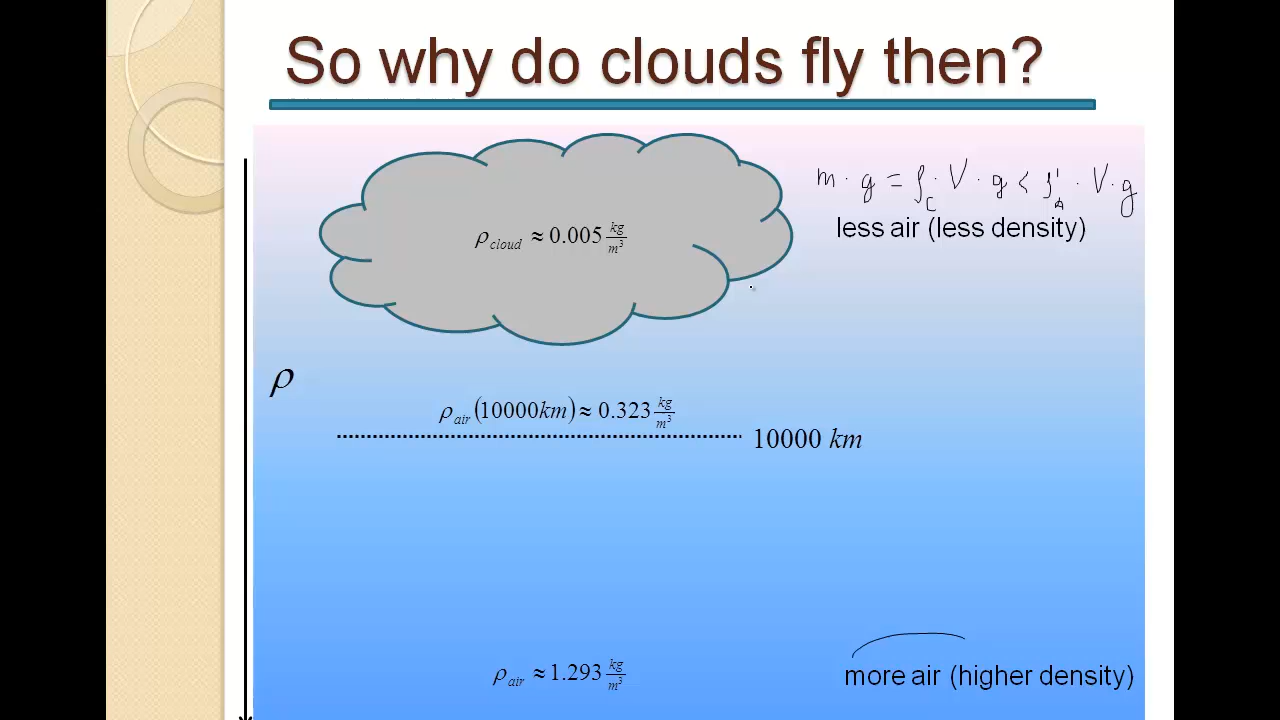 So why do clouds fly then?
m · g = ρ_C · V · g < ρ'_A · V · g
less air (less density)
ρ_cloud ≈ 0.005 kg/m³
ρ
ρ_air (10000km) ≈ 0.323 kg/m³
10000 km
ρ_air ≈ 1.293 kg/m³
more air (higher density)